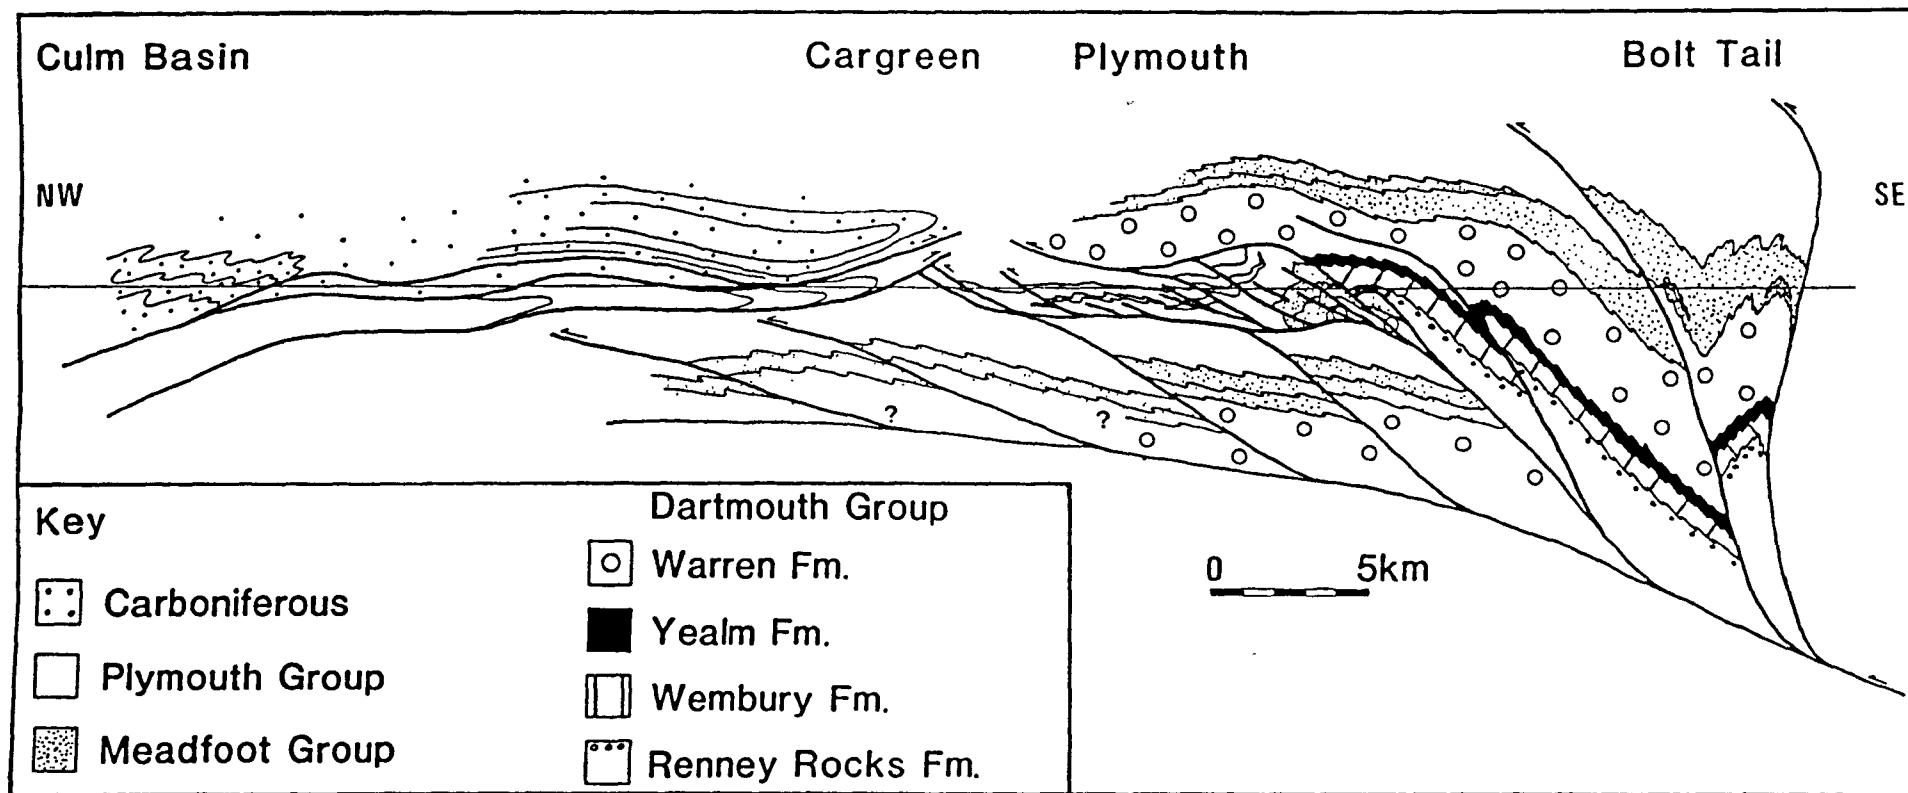 Culm Basin Cargreen Plymouth Bolt Tail
NW SE
? ?
Key
Carboniferous
Plymouth Group
Meadfoot Group
Dartmouth Group
Warren Fm.
Yealm Fm.
Wembury Fm.
Renney Rocks Fm.
0 5km